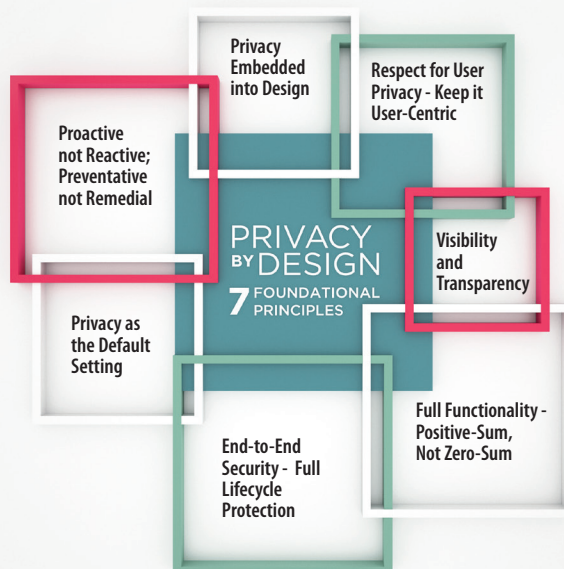 Privacy
Embedded
into Design
Respect for User
Privacy - Keep it
User-Centric
Proactive
not Reactive;
Preventative
not Remedial
PRIVACY
BY DESIGN
7 FOUNDATIONAL
PRINCIPLES
Visibility
and
Transparency
Privacy as
the Default
Setting
Full Functionality -
Positive-Sum,
Not Zero-Sum
End-to-End
Security - Full
Lifecycle
Protection